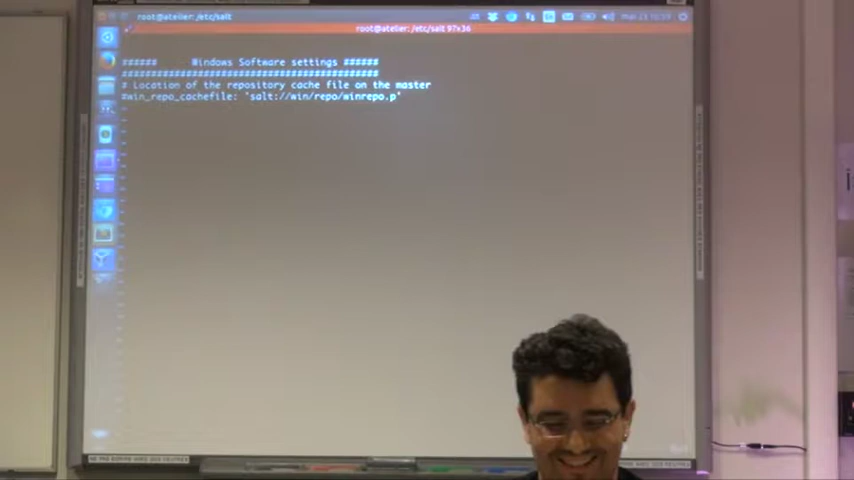 root@atelier: /etc/salt
root@atelier: /etc/salt 97x36
###### Windows Software settings ######
#######################################
# Location of the repository cache file on the master
#win_repo_cachefile: 'salt://win/repo/winrepo.p'